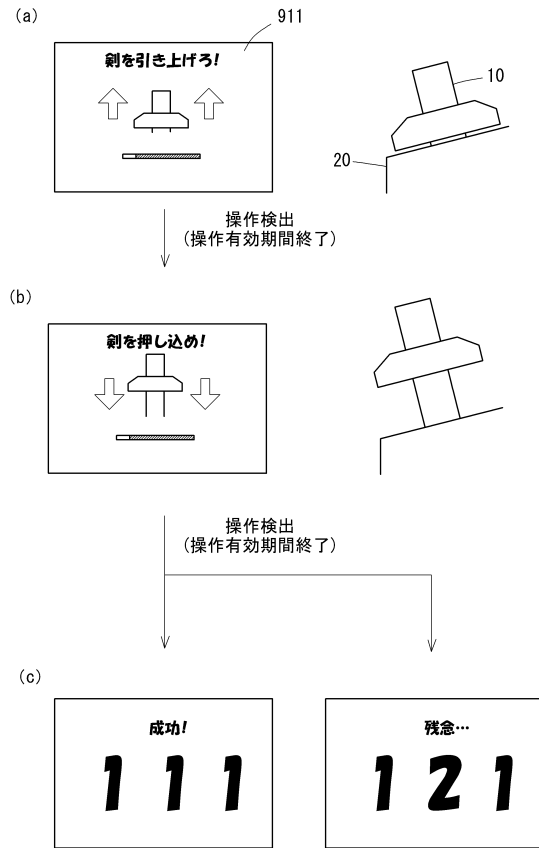 (a)
911
剣を引き上げろ!
10
20
操作検出
(操作有効期間終了)
(b)
剣を押し込め!
操作検出
(操作有効期間終了)
(c)
成功!
111
残念…
121